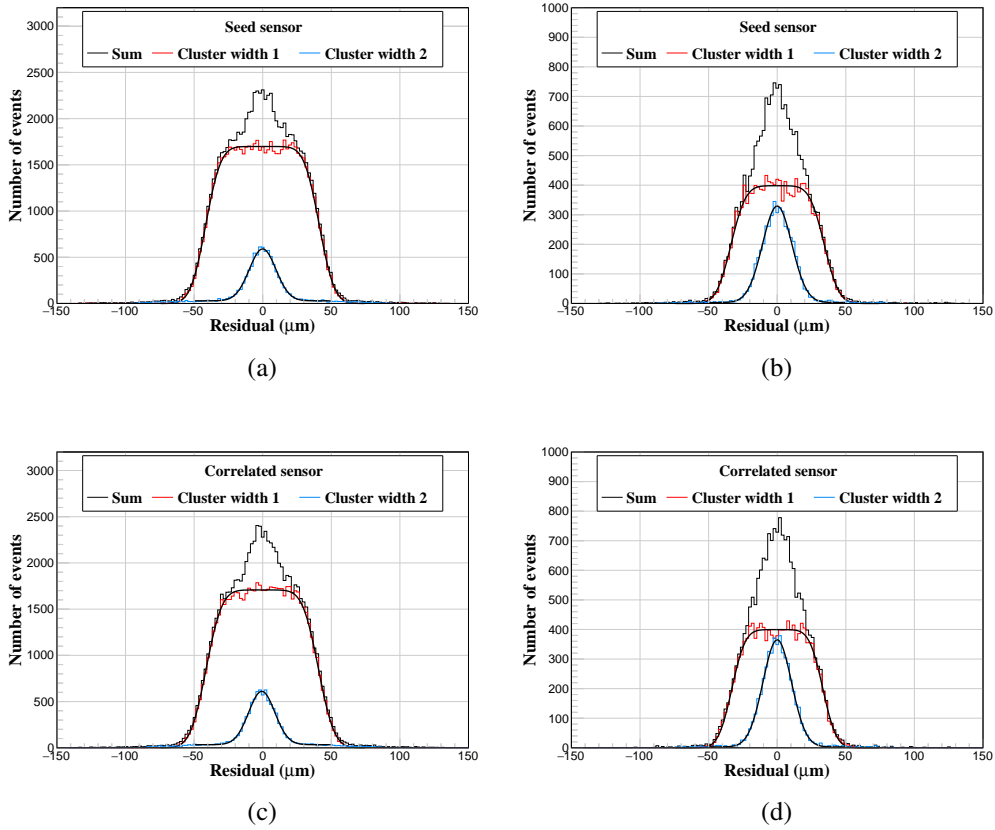 Seed sensor
Sum Cluster width 1 Cluster width 2
Number of events
3000
2500
2000
1500
1000
500
0
−150 −100 −50 0 50 100 150
Residual (μm)
(a)
Seed sensor
Sum Cluster width 1 Cluster width 2
Number of events
1000
900
800
700
600
500
400
300
200
100
0
−150 −100 −50 0 50 100 150
Residual (μm)
(b)
Correlated sensor
Sum Cluster width 1 Cluster width 2
Number of events
3000
2500
2000
1500
1000
500
0
−150 −100 −50 0 50 100 150
Residual (μm)
(c)
Correlated sensor
Sum Cluster width 1 Cluster width 2
Number of events
1000
900
800
700
600
500
400
300
200
100
0
−150 −100 −50 0 50 100 150
Residual (μm)
(d)